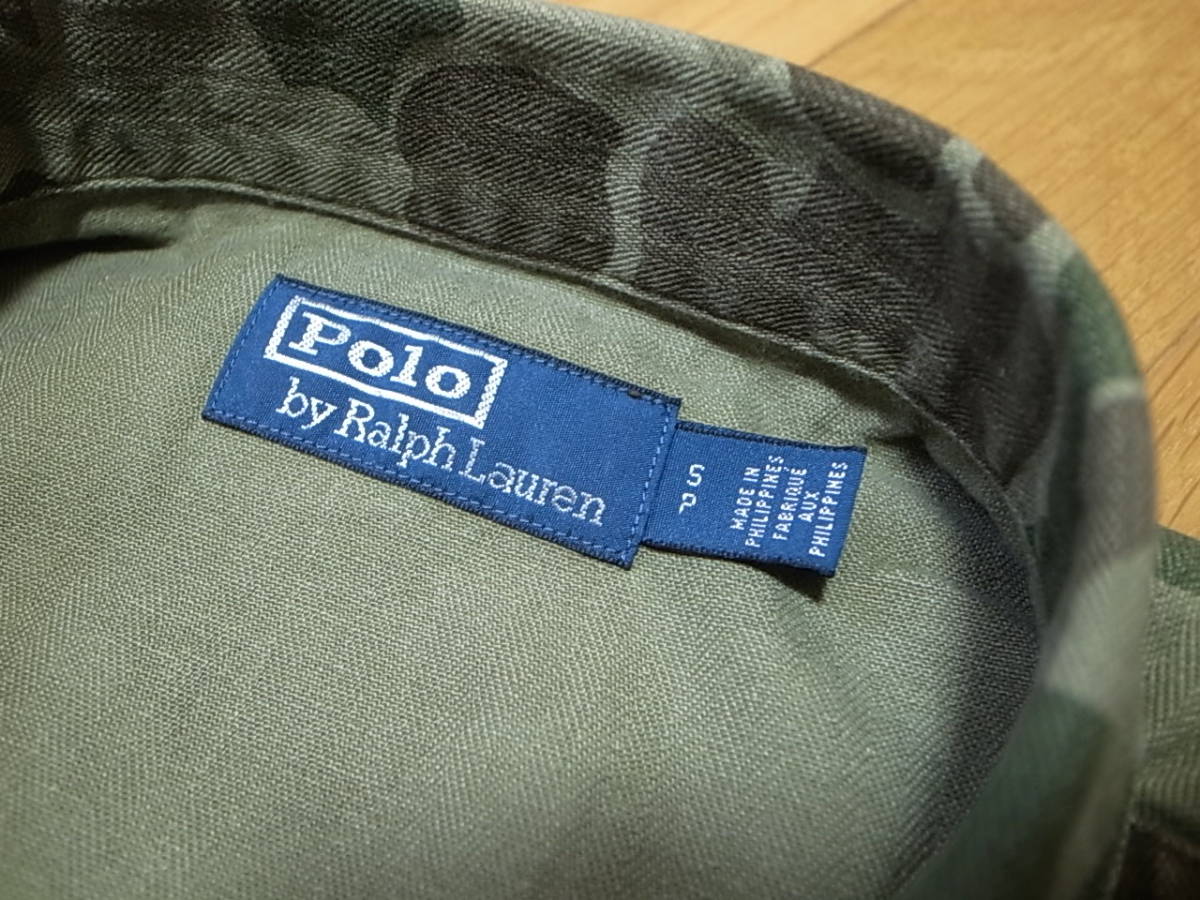 Polo
by Ralph Lauren
S
P
MADE IN
PHILIPPINES
FABRIQUÉ
AUX
PHILIPPINES